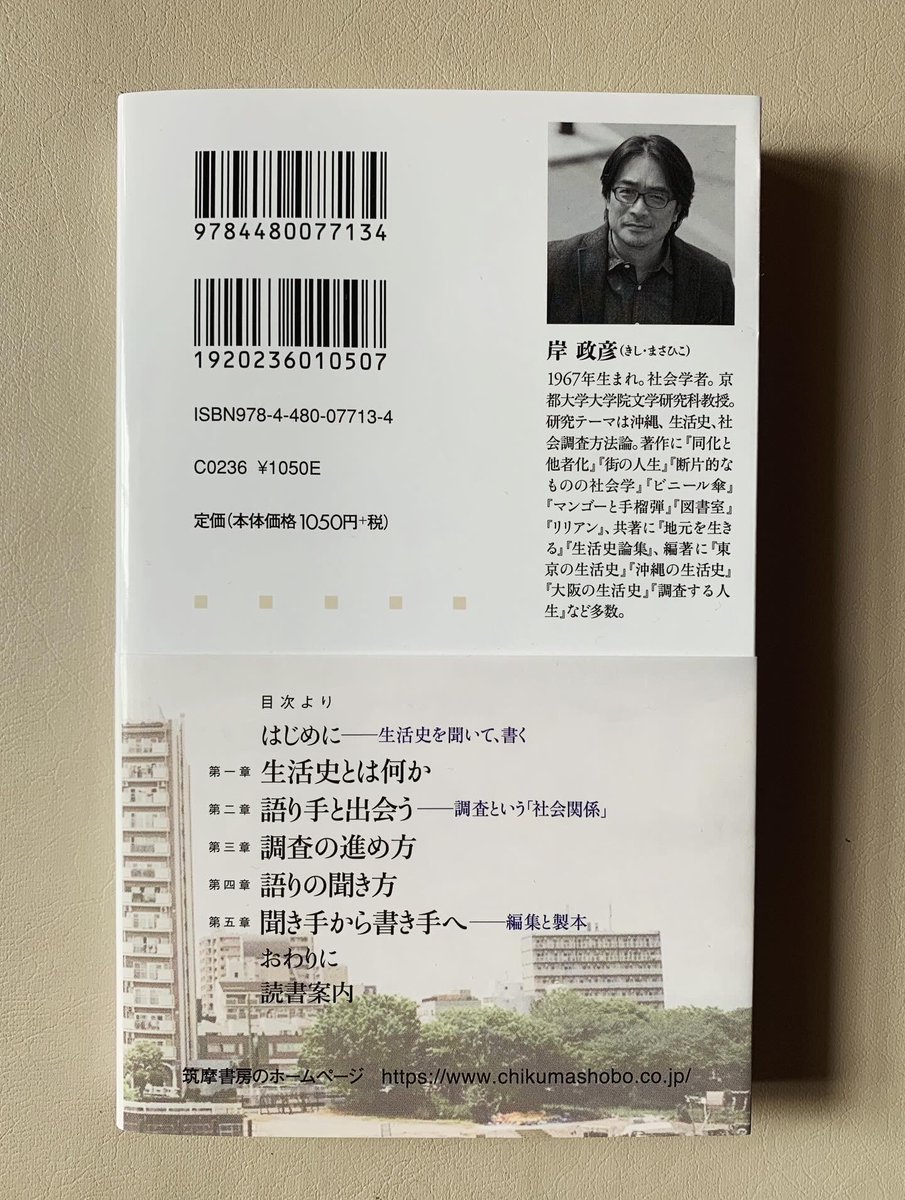 9784480077134
1920236010507
ISBN978-4-480-07713-4
C0236 ¥1050E
定価(本体価格1050円+税)
岸 政彦(きし・まさひこ)
1967年生まれ。社会学者。京
都大学大学院文学研究科教授。
研究テーマは沖縄、生活史、社
会調査方法論。著作に『同化と
他者化』『街の人生』『断片的な
ものの社会学』『ビニール傘』
『マンゴーと手榴弾』『図書室』
『リリアン』、共著に『地元を生き
る』『生活史論集』、編著に『東
京の生活史』『沖縄の生活史』
『大阪の生活史』『調査する人
生』など多数。
目次より
はじめに――生活史を聞いて、書く
第一章 生活史とは何か
第二章 語り手と出会う――調査という「社会関係」
第三章 調査の進め方
第四章 語りの聞き方
第五章 聞き手から書き手へ――編集と製本
おわりに
読書案内
筑摩書房のホームページ https://www.chikumashobo.co.jp/